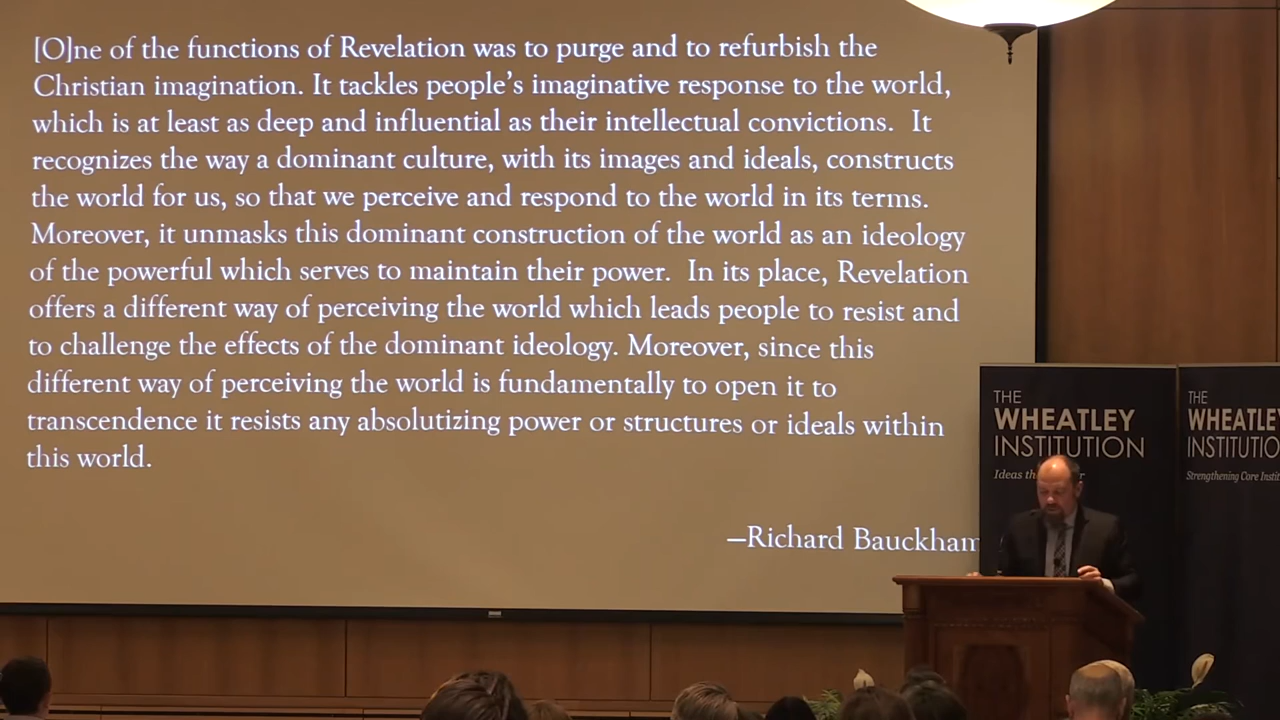 [O]ne of the functions of Revelation was to purge and to refurbish the
Christian imagination. It tackles people's imaginative response to the world,
which is at least as deep and influential as their intellectual convictions. It
recognizes the way a dominant culture, with its images and ideals, constructs
the world for us, so that we perceive and respond to the world in its terms.
Moreover, it unmasks this dominant construction of the world as an ideology
of the powerful which serves to maintain their power. In its place, Revelation
offers a different way of perceiving the world which leads people to resist and
to challenge the effects of the dominant ideology. Moreover, since this
different way of perceiving the world is fundamentally to open it to
transcendence it resists any absolutizing power or structures or ideals within
this world.
—Richard Bauckham
THE
WHEATLEY
INSTITUTION
Ideas
THE
WHEATLE
INSTITUTIO
Strengthening Core Instit